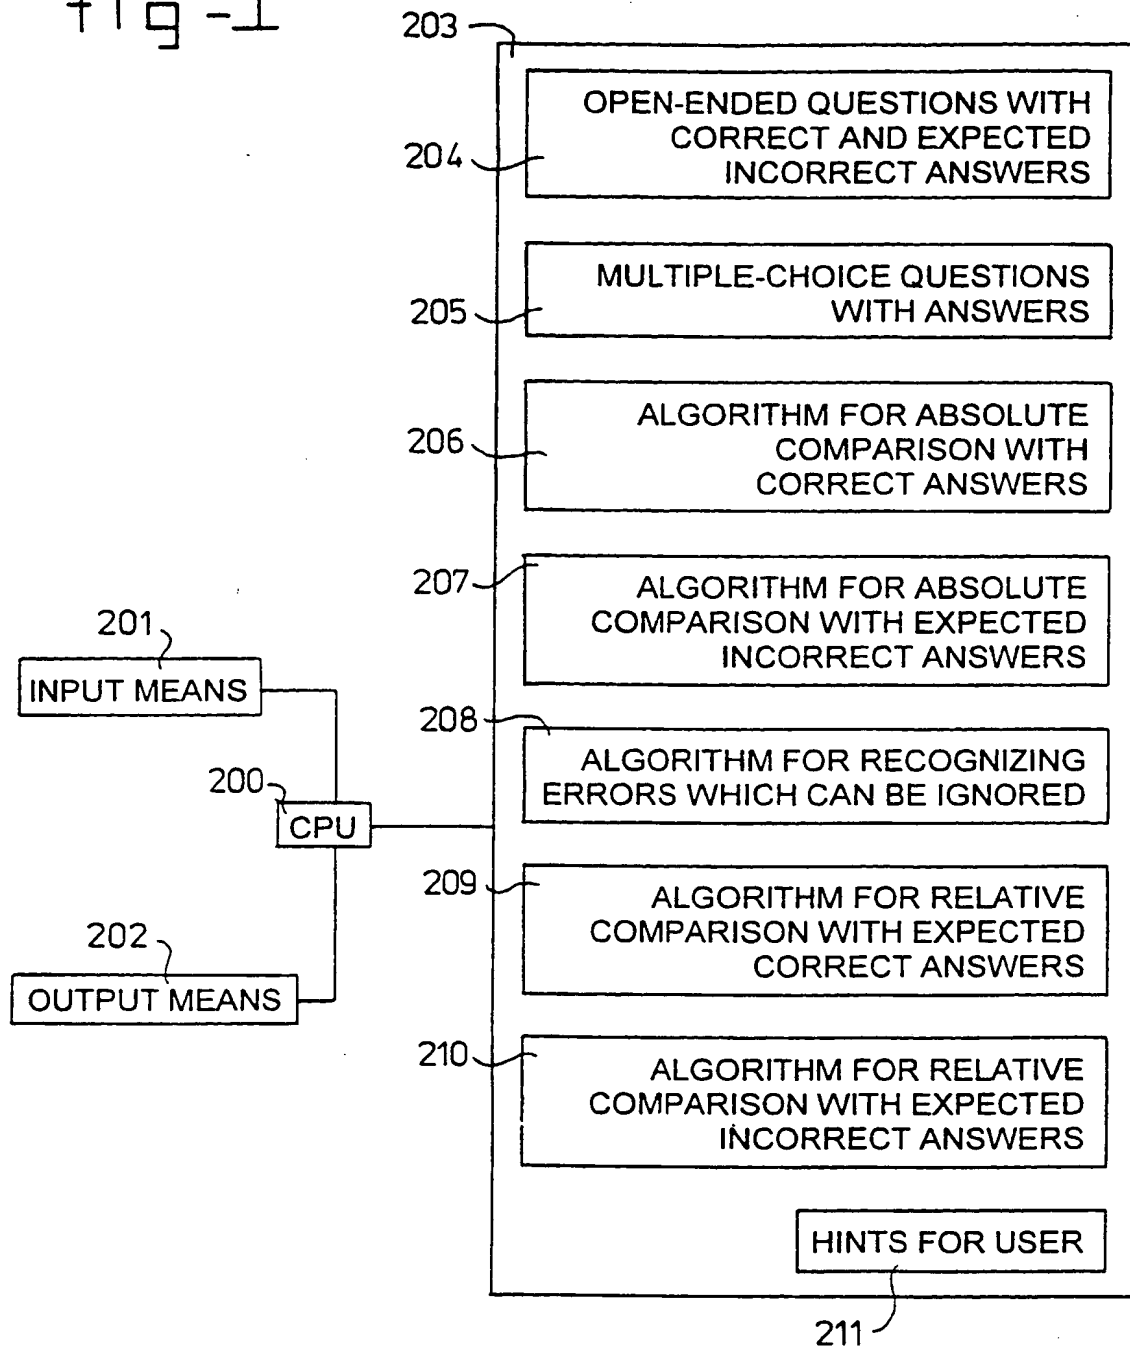 fig-1
203
OPEN-ENDED QUESTIONS WITH
CORRECT AND EXPECTED
INCORRECT ANSWERS
204
MULTIPLE-CHOICE QUESTIONS
WITH ANSWERS
205
ALGORITHM FOR ABSOLUTE
COMPARISON WITH
CORRECT ANSWERS
206
207
ALGORITHM FOR ABSOLUTE
COMPARISON WITH EXPECTED
INCORRECT ANSWERS
201
INPUT MEANS
208
ALGORITHM FOR RECOGNIZING
ERRORS WHICH CAN BE IGNORED
200
CPU
209
ALGORITHM FOR RELATIVE
COMPARISON WITH EXPECTED
CORRECT ANSWERS
202
OUTPUT MEANS
210
ALGORITHM FOR RELATIVE
COMPARISON WITH EXPECTED
INCORRECT ANSWERS
HINTS FOR USER
211